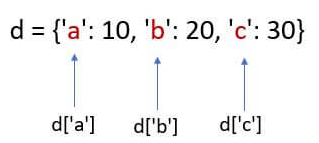 d = {'a': 10, 'b': 20, 'c': 30}
d['a'] d['b'] d['c']